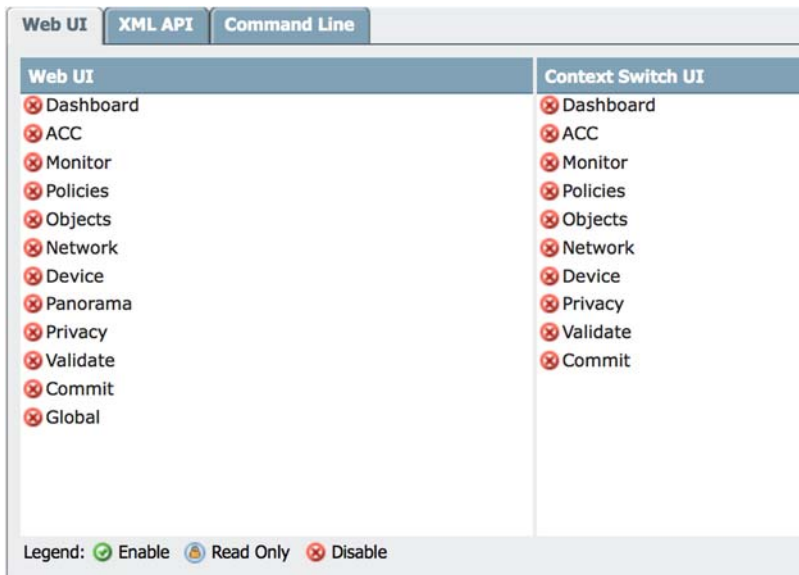 Web UI
XML API
Command Line
Web UI
Dashboard
ACC
Monitor
Policies
Objects
Network
Device
Panorama
Privacy
Validate
Commit
Global
Context Switch UI
Dashboard
ACC
Monitor
Policies
Objects
Network
Device
Privacy
Validate
Commit
Legend: Enable Read Only Disable